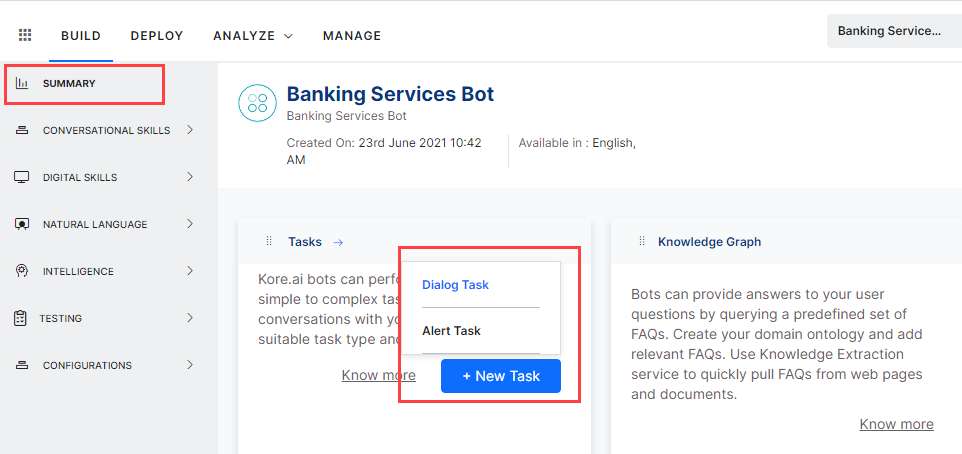 BUILD DEPLOY ANALYZE MANAGE Banking Service...
SUMMARY
CONVERSATIONAL SKILLS
DIGITAL SKILLS
NATURAL LANGUAGE
INTELLIGENCE
TESTING
CONFIGURATIONS
Banking Services Bot
Banking Services Bot
Created On: 23rd June 2021 10:42
AM
Available in : English,
Tasks →
Kore.ai bots can perfo
simple to complex tas
conversations with yo
suitable task type and
Dialog Task
Alert Task
Know more
+ New Task
Knowledge Graph
Bots can provide answers to your user
questions by querying a predefined set of
FAQs. Create your domain ontology and add
relevant FAQs. Use Knowledge Extraction
service to quickly pull FAQs from web pages
and documents.
Know more